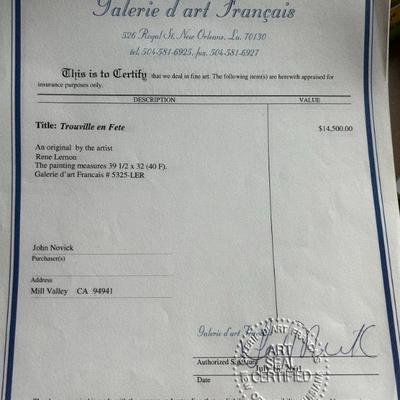 Galerie d'art Français
526 Royal St, New Orleans, La. 70130
tel. 504-581-6925, fax. 504-581-6927
This is to Certify that we deal in fine art. The following item(s) are herewith appraised for
insurance purposes only.
DESCRIPTION VALUE
Title: Trouville en Fete $14,500.00
An original by the artist
Rene Lernon
The painting measures 39 1/2 x 32 (40 F).
Galerie d'art Francais # 5325-LER
John Novick
Purchaser(s)
Address
Mill Valley CA 94941
Galerie d'art
Authorized
July
Date
ART
SEAL
CERTIFIED